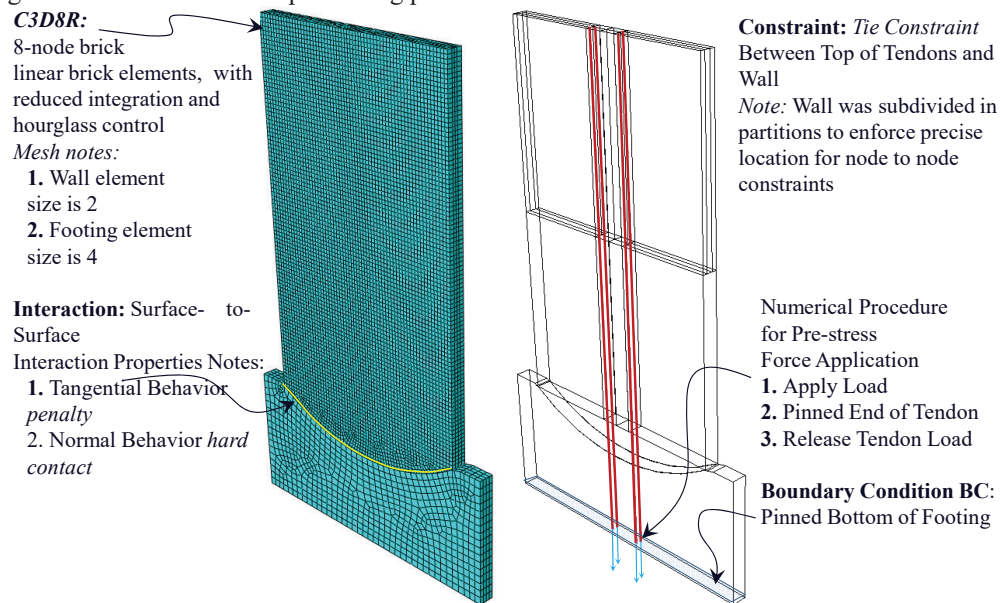 C3D8R:
8-node brick
linear brick elements, with
reduced integration and
hourglass control
Mesh notes:
1. Wall element
size is 2
2. Footing element
size is 4
Interaction: Surface- to-
Surface
Interaction Properties Notes:
1. Tangential Behavior
penalty
2. Normal Behavior hard
contact
Constraint: Tie Constraint
Between Top of Tendons and
Wall
Note: Wall was subdivided in
partitions to enforce precise
location for node to node
constraints
Numerical Procedure
for Pre-stress
Force Application
1. Apply Load
2. Pinned End of Tendon
3. Release Tendon Load
Boundary Condition BC:
Pinned Bottom of Footing